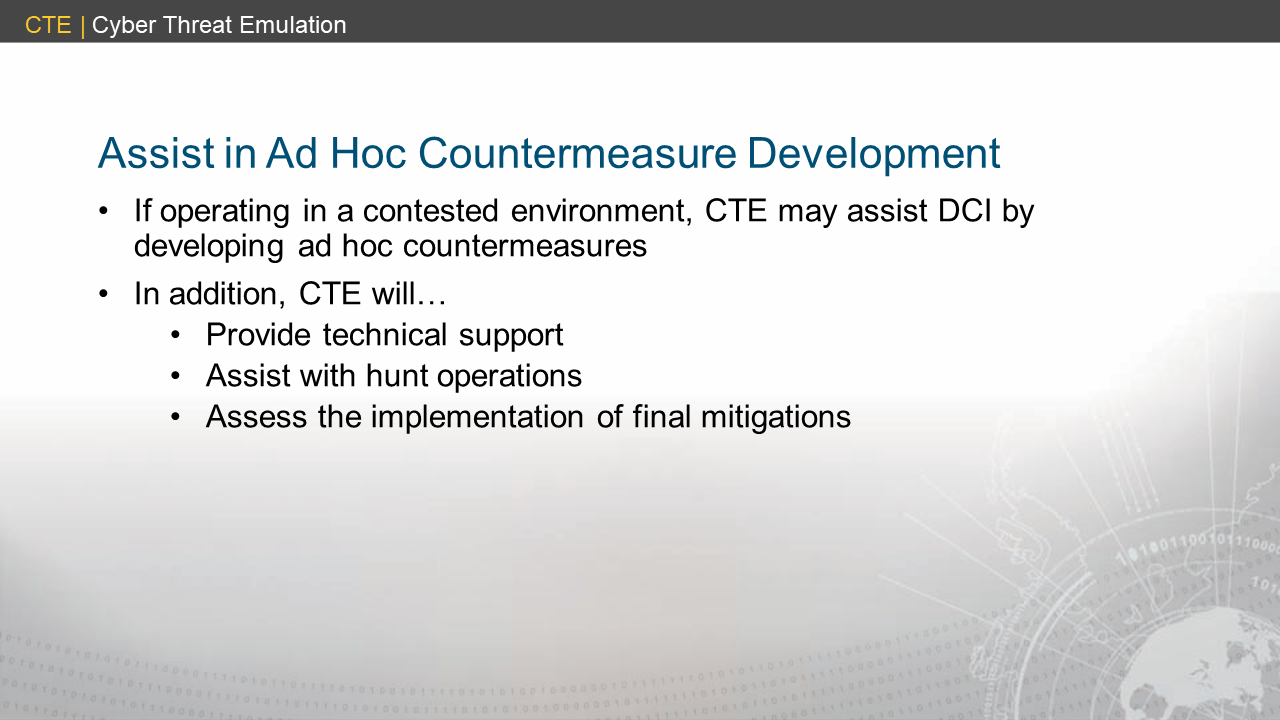 CTE | Cyber Threat Emulation
Assist in Ad Hoc Countermeasure Development
• If operating in a contested environment, CTE may assist DCI by
developing ad hoc countermeasures
• In addition, CTE will…
• Provide technical support
• Assist with hunt operations
• Assess the implementation of final mitigations